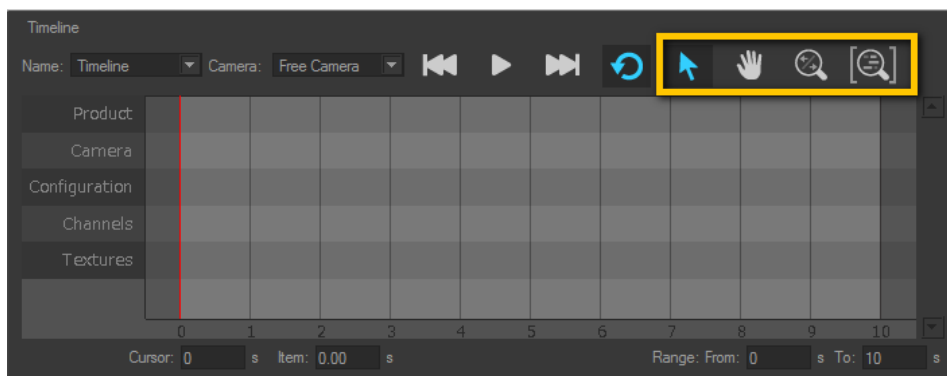 Timeline
Name: Timeline Camera: Free Camera
Product
Camera
Configuration
Channels
Textures
0 1 2 3 4 5 6 7 8 9 10
Cursor: 0 s Item: 0.00 s Range: From: 0 s To: 10 s